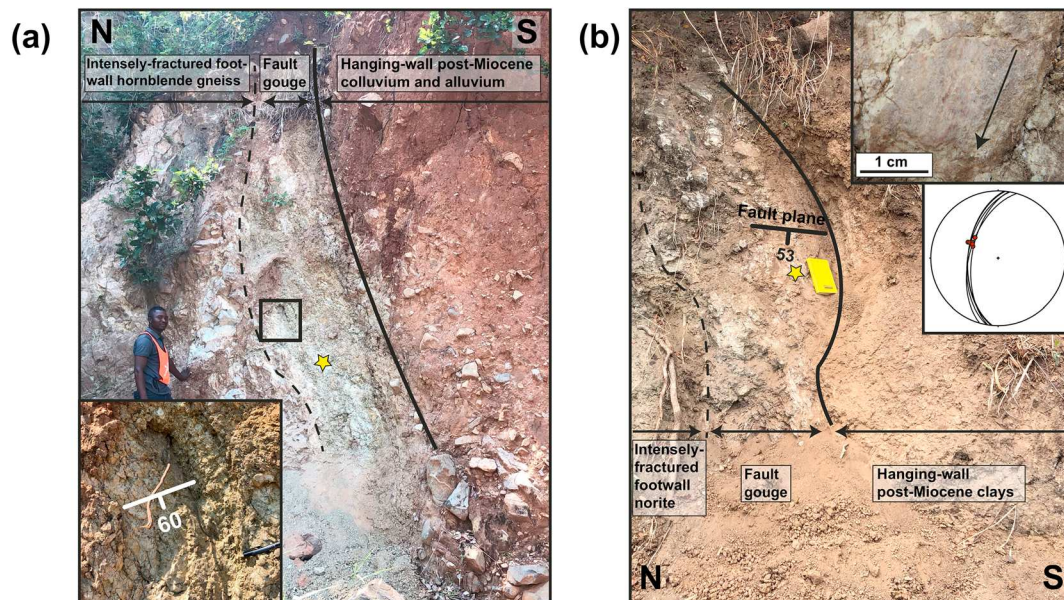 (a)
N
S
Intensely-fractured foot-
wall hornblende gneiss
Fault
gouge
Hanging-wall post-Miocene
colluvium and alluvium
60
(b)
1 cm
Fault plane
53
Intensely-
fractured
footwall
norite
Fault
gouge
Hanging-wall
post-Miocene clays
N
S